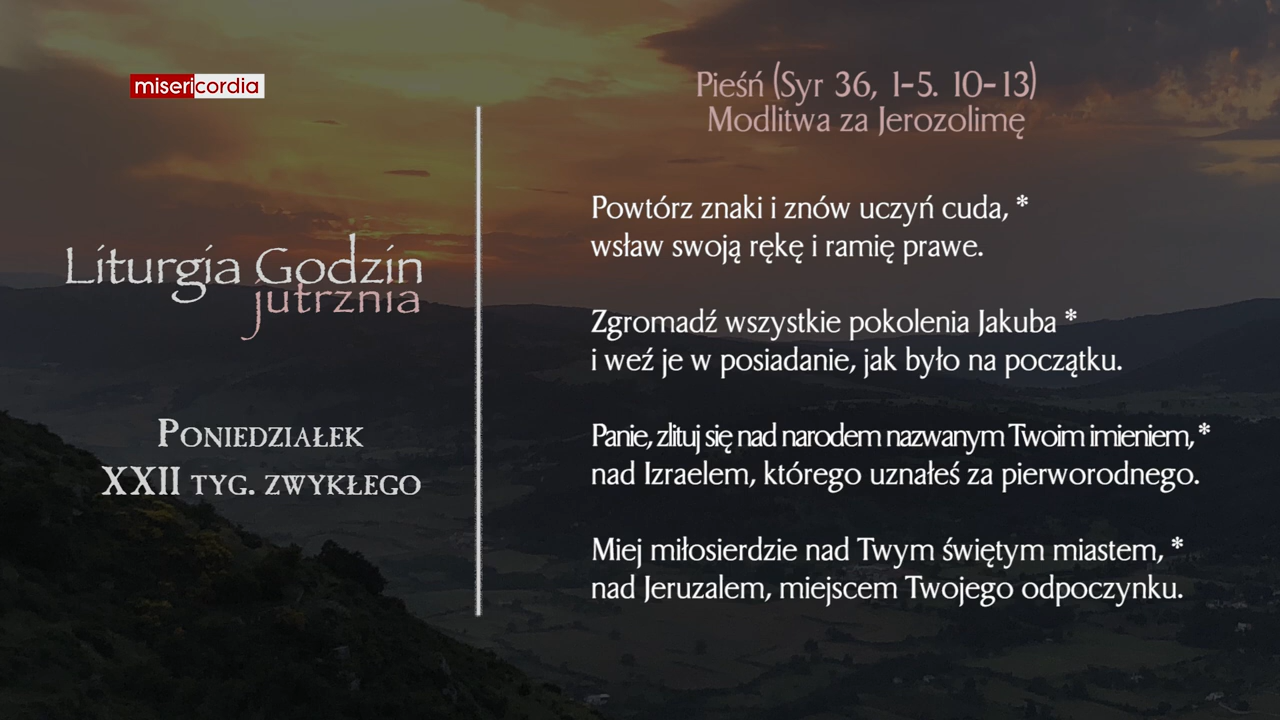 misericordia
Liturgia Godzin
jutrznia
Poniedziałek
XXII tyg. zwykłego
Pieśń (Syr 36, 1-5. 10-13)
Modlitwa za Jerozolimę
Powtórz znaki i znów uczyń cuda, *
wsław swoją rękę i ramię prawe.
Zgromadź wszystkie pokolenia Jakuba *
i weź je w posiadanie, jak było na początku.
Panie, zlituj się nad narodem nazwanym Twoim imieniem, *
nad Izraelem, którego uznałeś za pierworodnego.
Miej miłosierdzie nad Twym świętym miastem, *
nad Jeruzalem, miejscem Twojego odpoczynku.